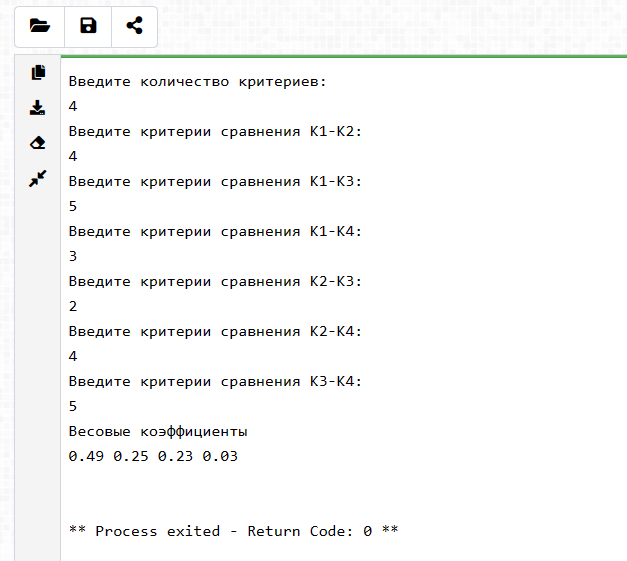 Введите количество критериев:
4
Введите критерии сравнения K1-K2:
4
Введите критерии сравнения K1-K3:
5
Введите критерии сравнения K1-K4:
3
Введите критерии сравнения K2-K3:
2
Введите критерии сравнения K2-K4:
4
Введите критерии сравнения K3-K4:
5
Весовые коэффициенты
0.49 0.25 0.23 0.03
** Process exited - Return Code: 0 **